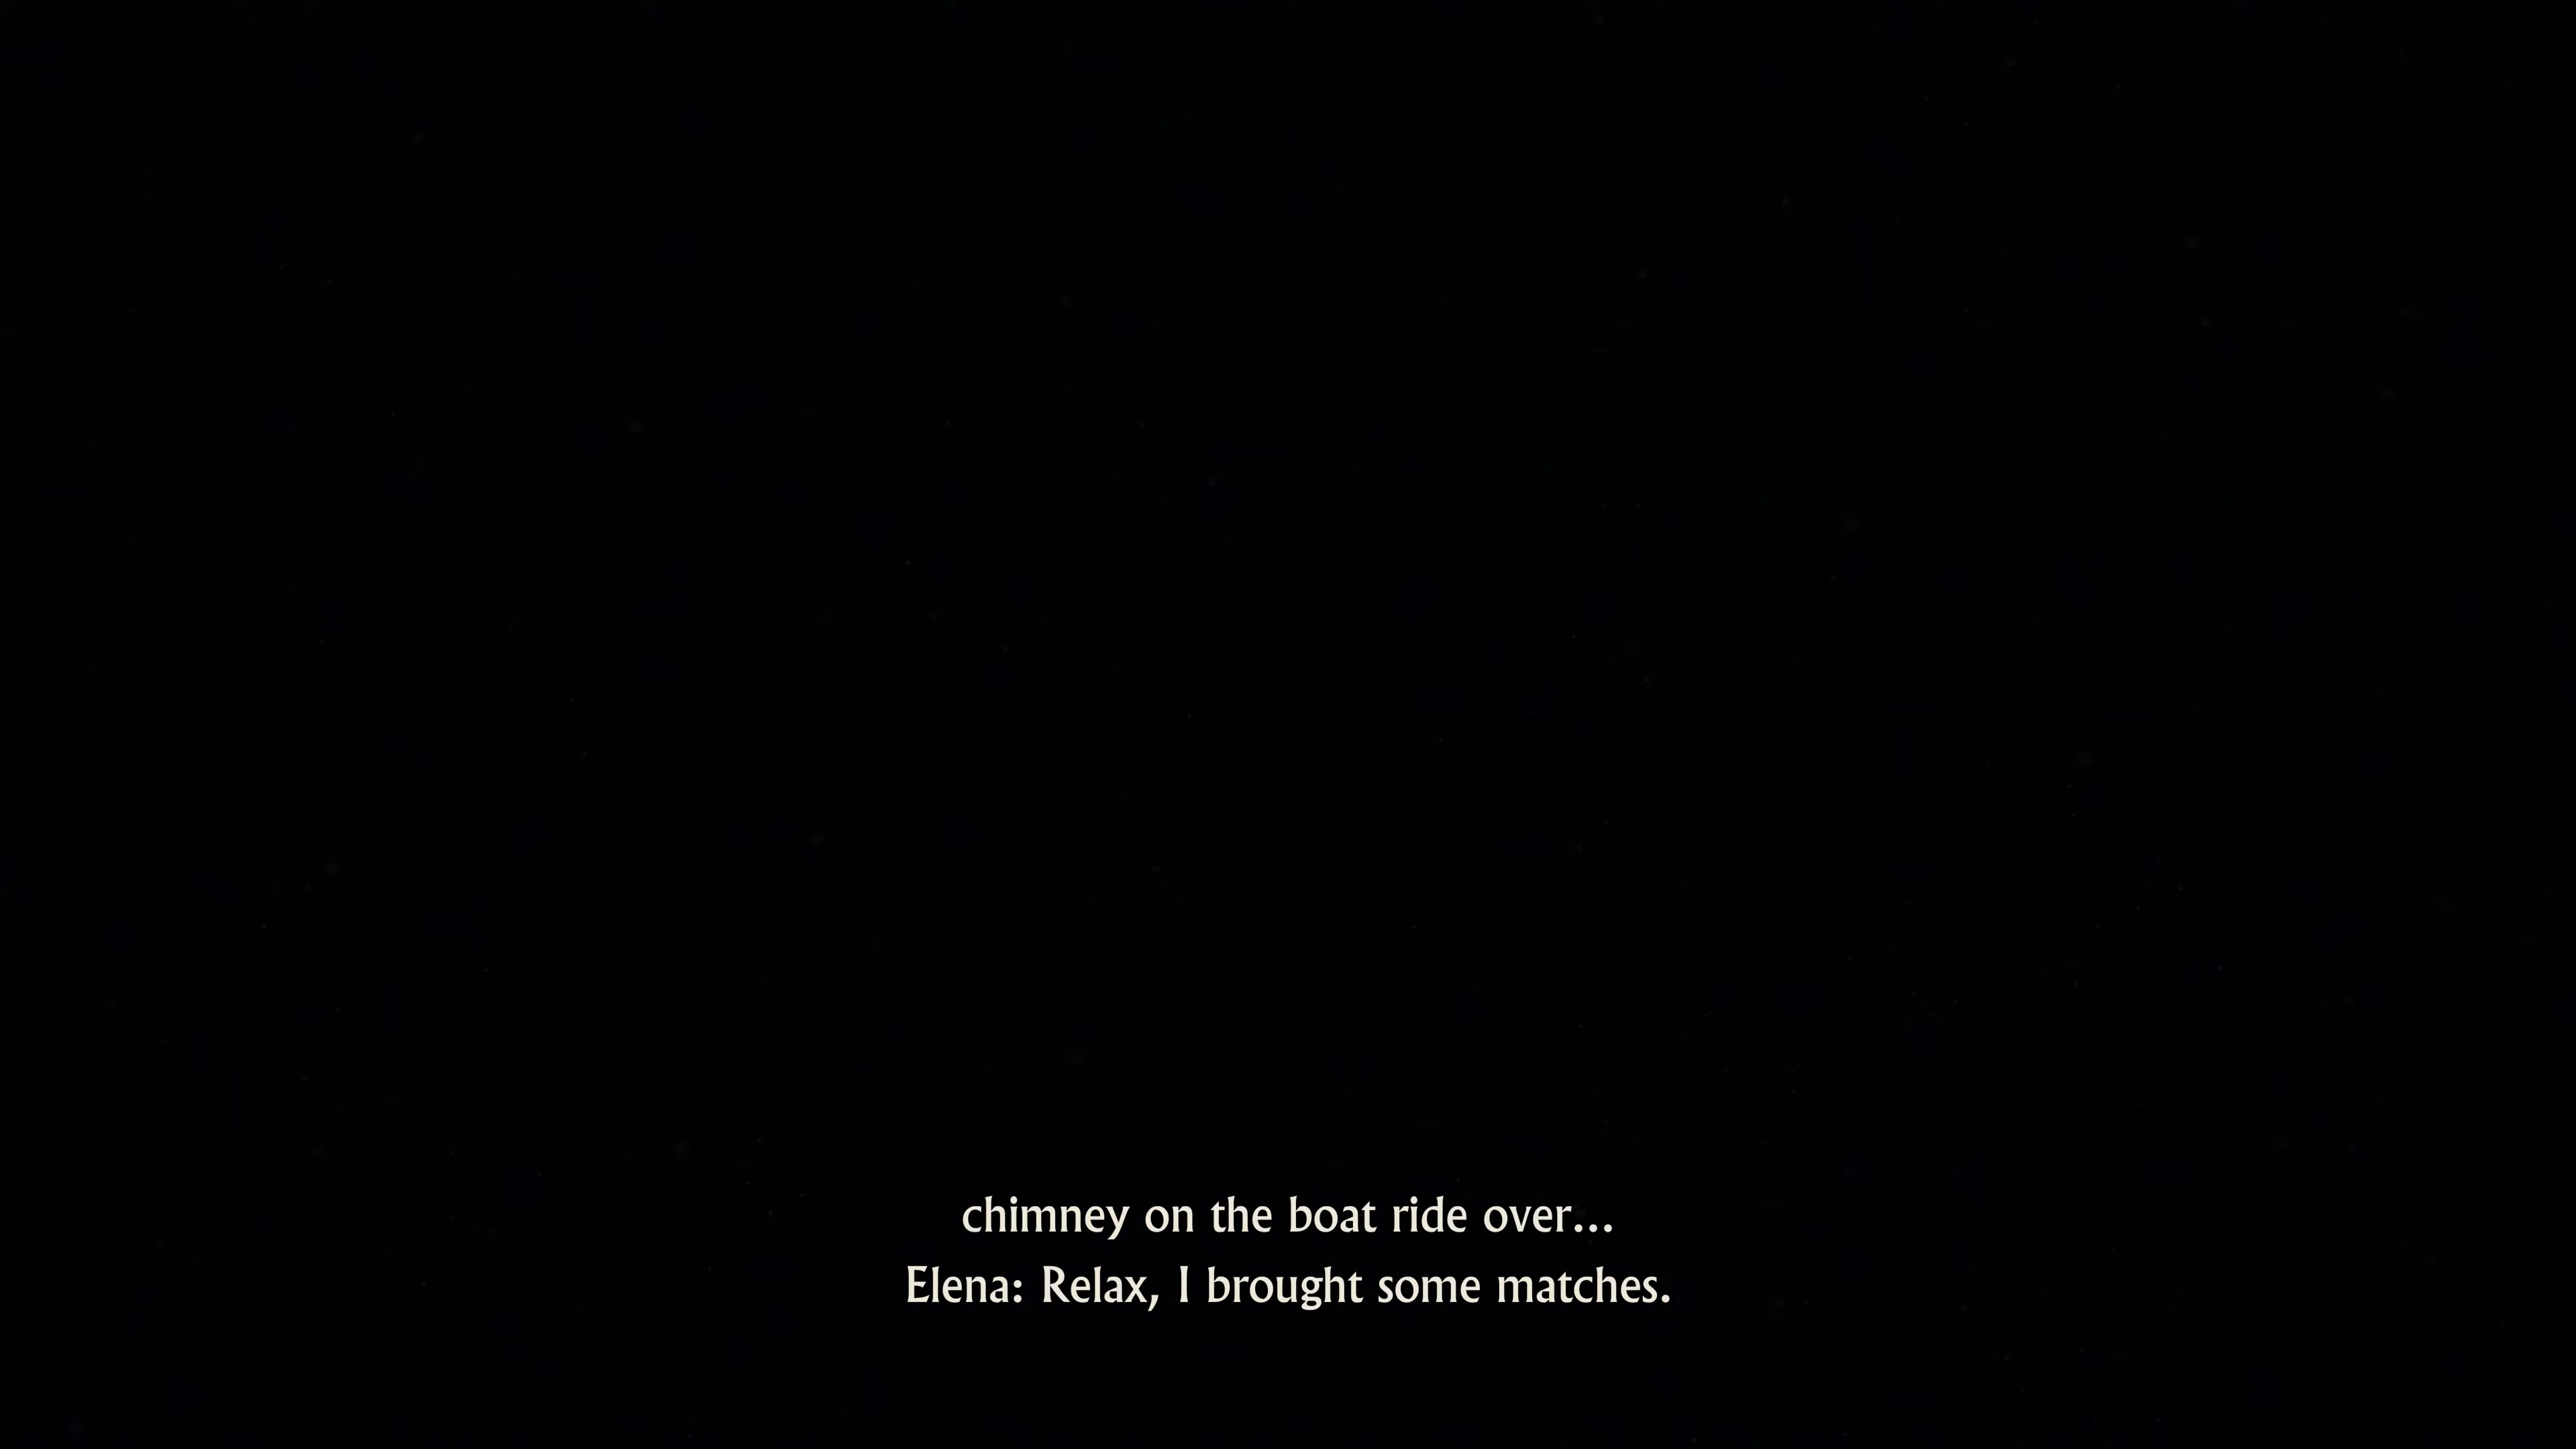 chimney on the boat ride over...
Elena: Relax, I brought some matches.